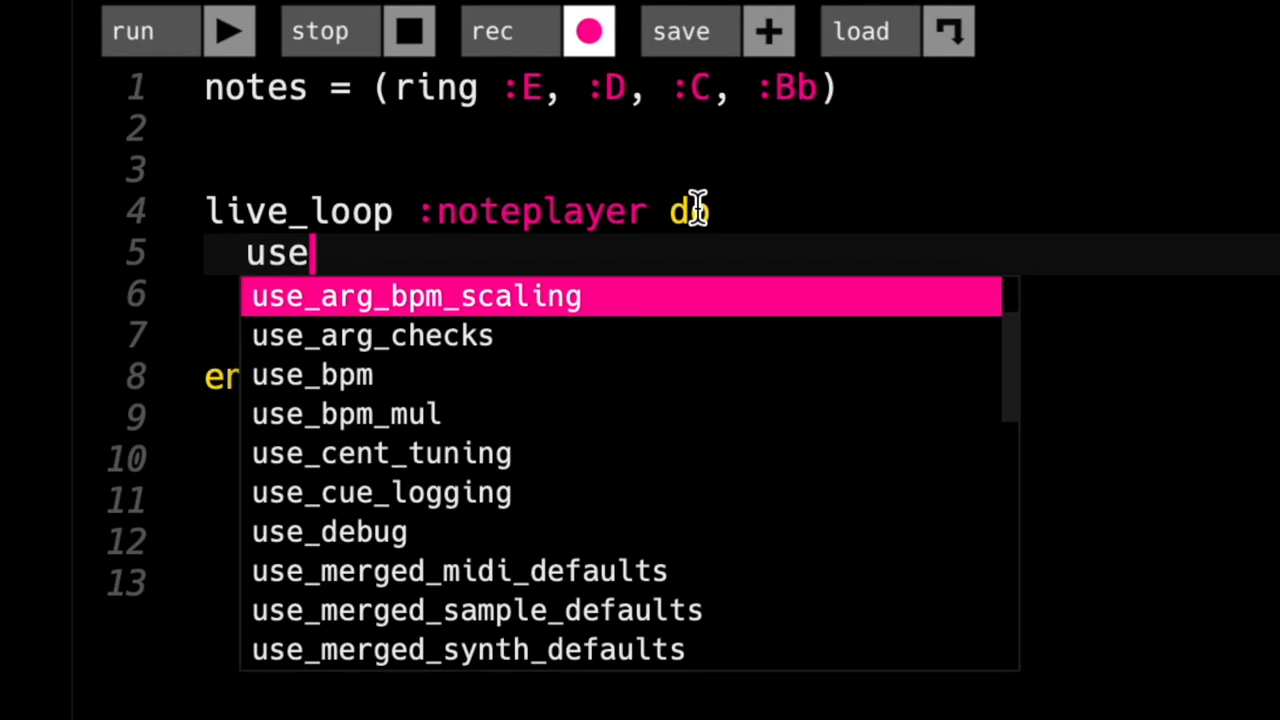 run stop rec save load
1 notes = (ring :E, :D, :C, :Bb)
2
3
4 live_loop :noteplayer do
5 use
6 use_arg_bpm_scaling
7 use_arg_checks
8 er use_bpm
9 use_bpm_mul
10 use_cent_tuning
11 use_cue_logging
12 use_debug
13 use_merged_midi_defaults
use_merged_sample_defaults
use_merged_synth_defaults